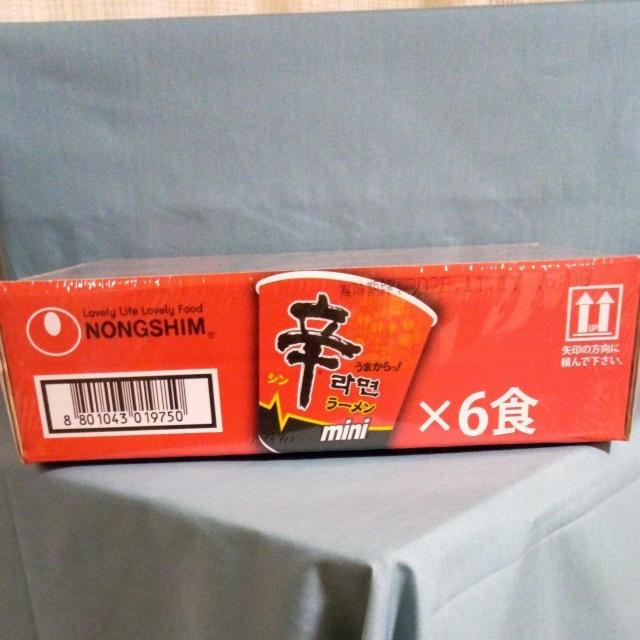 Lovely Life Lovely Food
NONGSHIM®
8 801043 019750
辛
うまからっ!
シン
라면
ラーメン
mini
×6食
UP
矢印の方向に
積んで下さい。